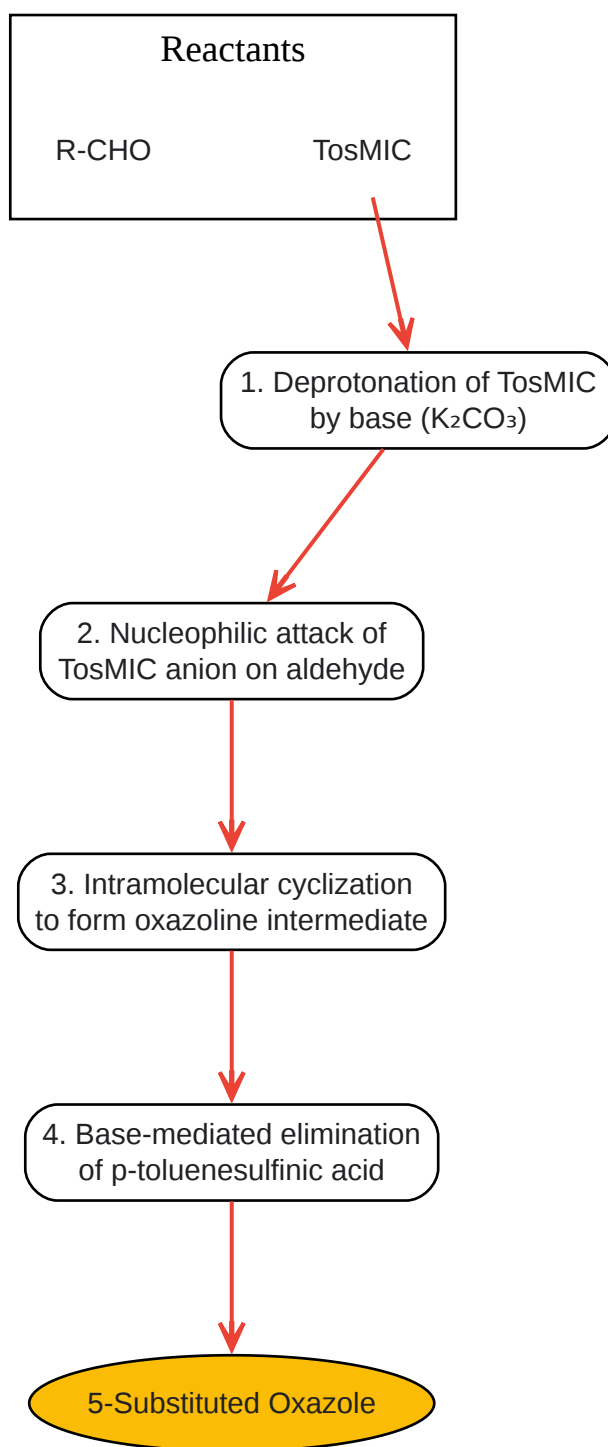 Reactants
R-CHO TosMIC
1. Deprotonation of TosMIC
by base (K₂CO₃)
2. Nucleophilic attack of
TosMIC anion on aldehyde
3. Intramolecular cyclization
to form oxazoline intermediate
4. Base-mediated elimination
of p-toluenesulfinic acid
5-Substituted Oxazole